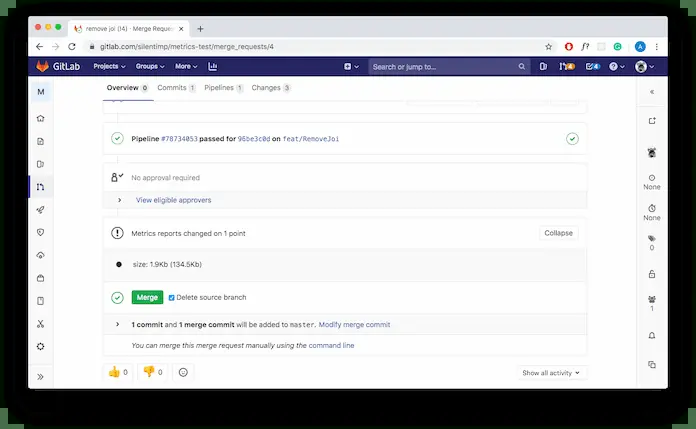 remove joi (!4) · Merge Reques
gitlab.com/silentimp/metrics-test/merge_requests/4
GitLab Projects Groups More Search or jump to... 4 4
M Overview 0 Commits 1 Pipelines 1 Changes 3
Pipeline #78734053 passed for 96be3c0d on feat/RemoveJoi
No approval required
View eligible approvers
None
Metrics reports changed on 1 point Collapse
None
size: 1.9Kb (134.5Kb)
0
Merge Delete source branch
1
1 commit and 1 merge commit will be added to master. Modify merge commit
You can merge this merge request manually using the command line
0 0 Show all activity